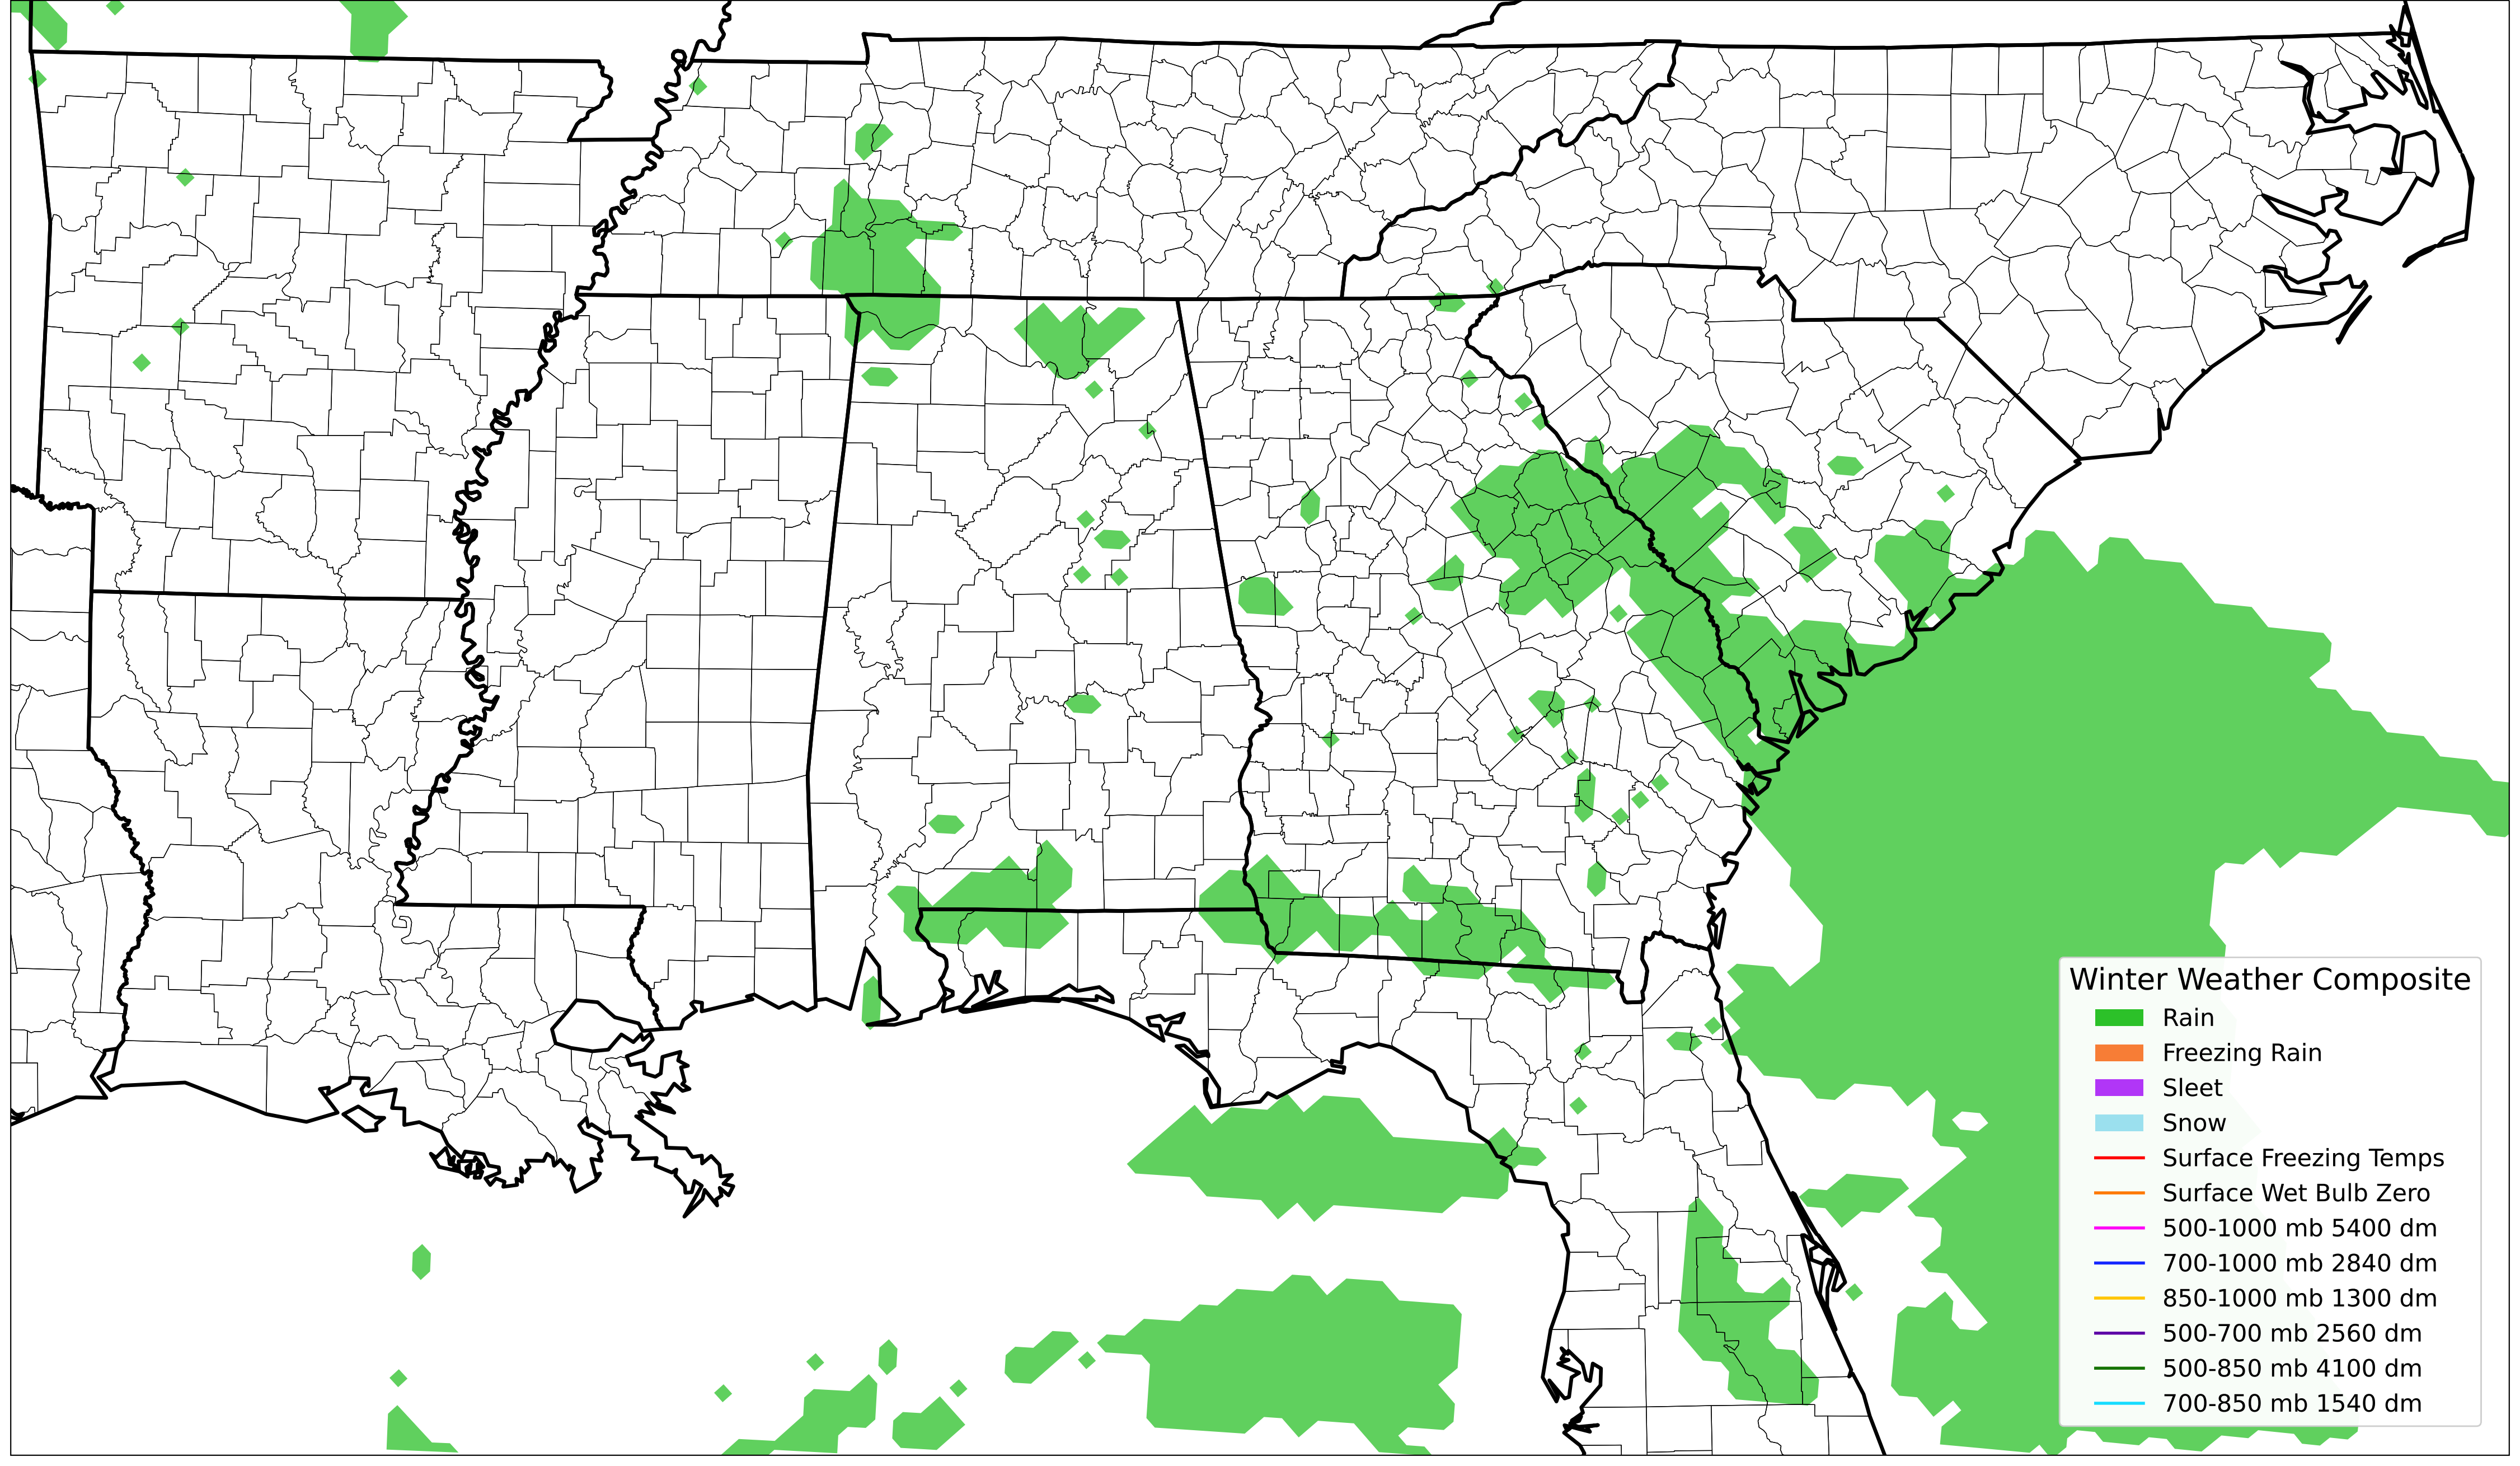 Winter Weather Composite
Rain
Freezing Rain
Sleet
Snow
Surface Freezing Temps
Surface Wet Bulb Zero
500-1000 mb 5400 dm
700-1000 mb 2840 dm
850-1000 mb 1300 dm
500-700 mb 2560 dm
500-850 mb 4100 dm
700-850 mb 1540 dm